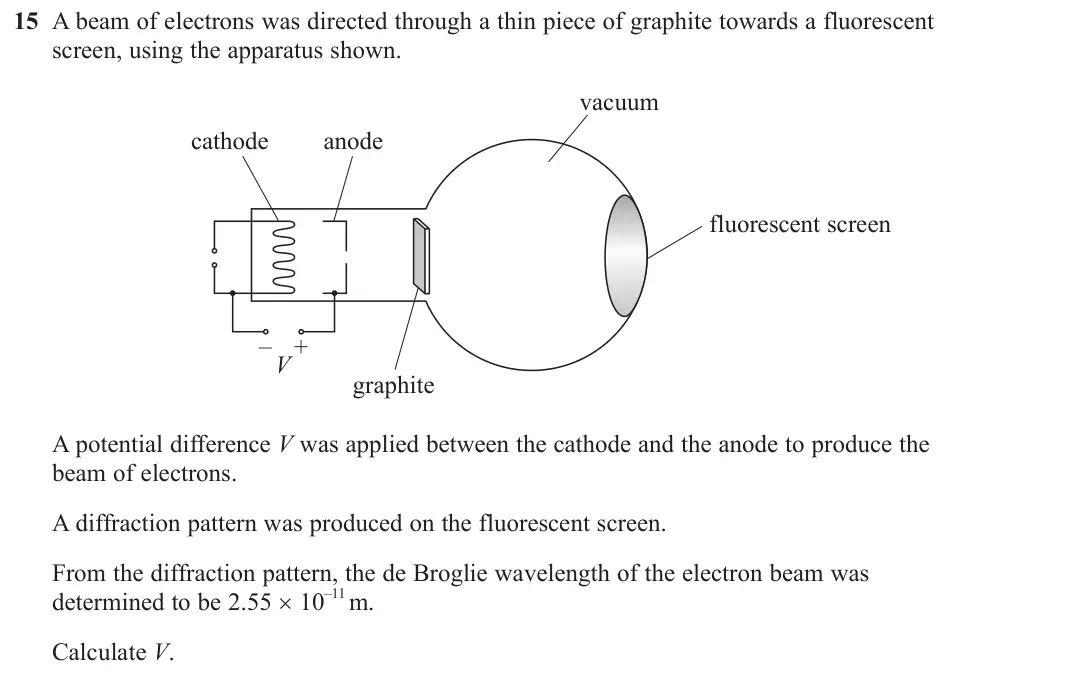 15 A beam of electrons was directed through a thin piece of graphite towards a fluorescent
screen, using the apparatus shown.
vacuum
cathode
anode
fluorescent screen
− +
V
graphite
A potential difference V was applied between the cathode and the anode to produce the
beam of electrons.
A diffraction pattern was produced on the fluorescent screen.
From the diffraction pattern, the de Broglie wavelength of the electron beam was
determined to be 2.55 × 10⁻¹¹ m.
Calculate V.